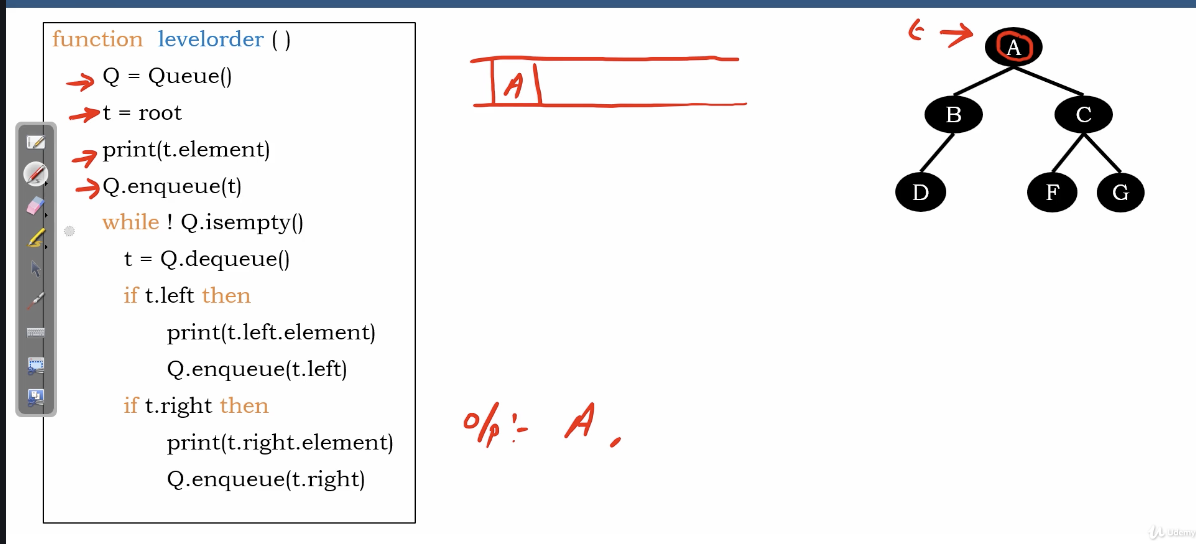 function levelorder ( )
Q = Queue()
t = root
print(t.element)
Q.enqueue(t)
while ! Q.isempty()
t = Q.dequeue()
if t.left then
print(t.left.element)
Q.enqueue(t.left)
if t.right then
print(t.right.element)
Q.enqueue(t.right)
A
o/p :- A ,
t
A
B C
D F G
Udemy